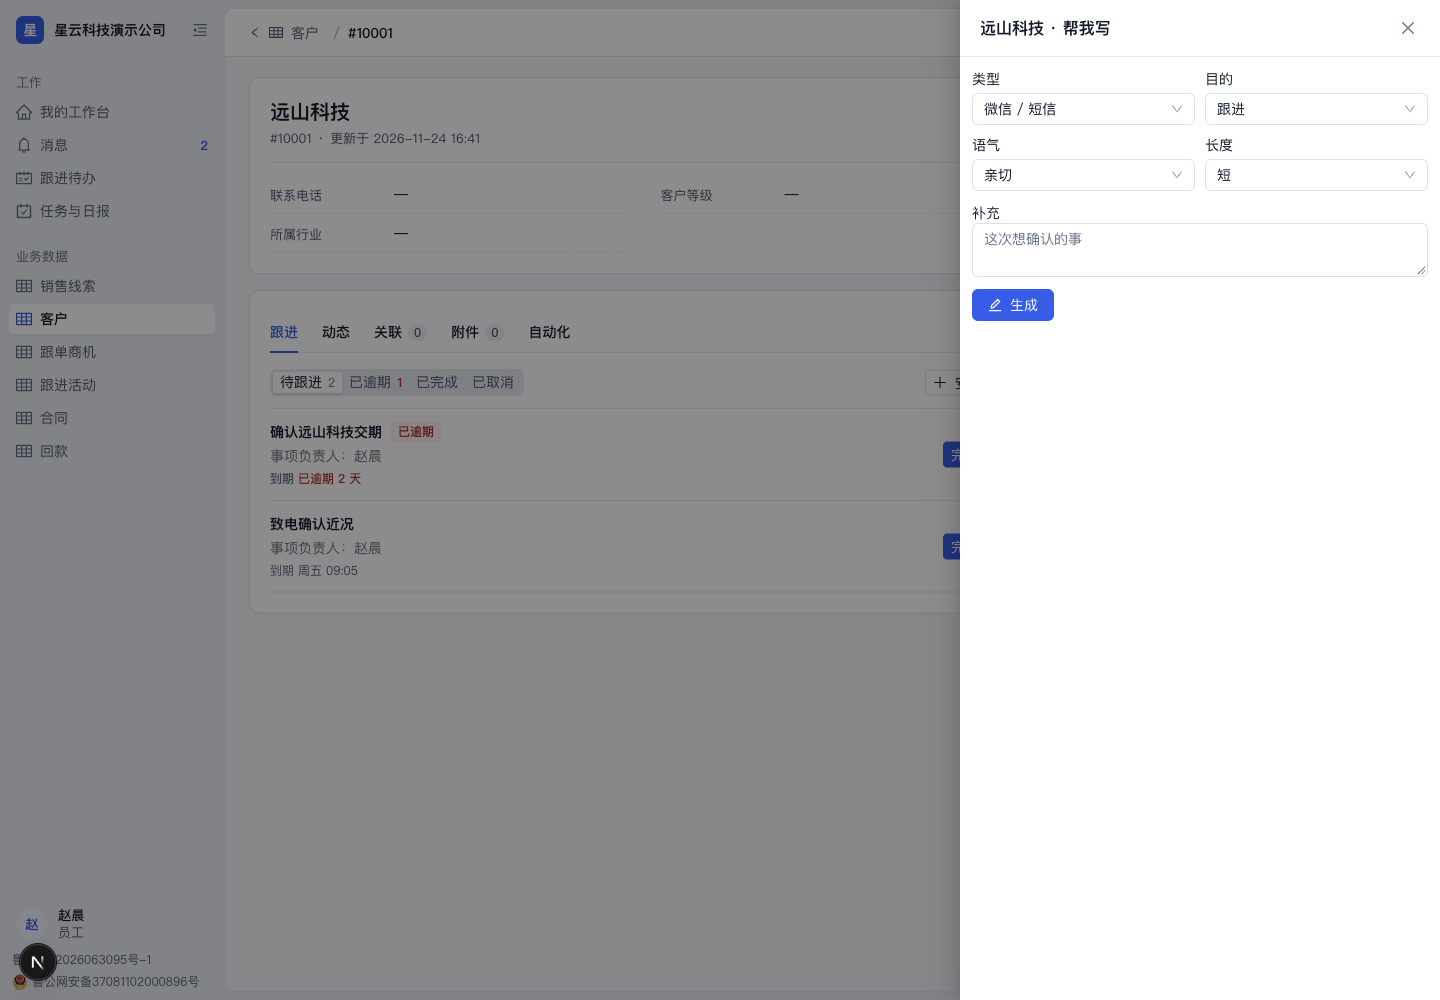 星 星云科技演示公司
工作
我的工作台
消息 2
跟进待办
任务与日报
业务数据
销售线索
客户
跟单商机
跟进活动
合同
回款
赵 赵晨
员工
2026063095号-1
公网安备37081102000896号
客户 / #10001
远山科技
#10001 · 更新于 2026-11-24 16:41
联系电话 — 客户等级 —
所属行业 —
跟进 动态 关联 0 附件 0 自动化
待跟进 2 已逾期 1 已完成 已取消
确认远山科技交期 已逾期
事项负责人：赵晨
到期 已逾期 2 天
致电确认近况
事项负责人：赵晨
到期 周五 09:05
远山科技 · 帮我写
类型 目的
微信 / 短信 跟进
语气 长度
亲切 短
补充
这次想确认的事
生成